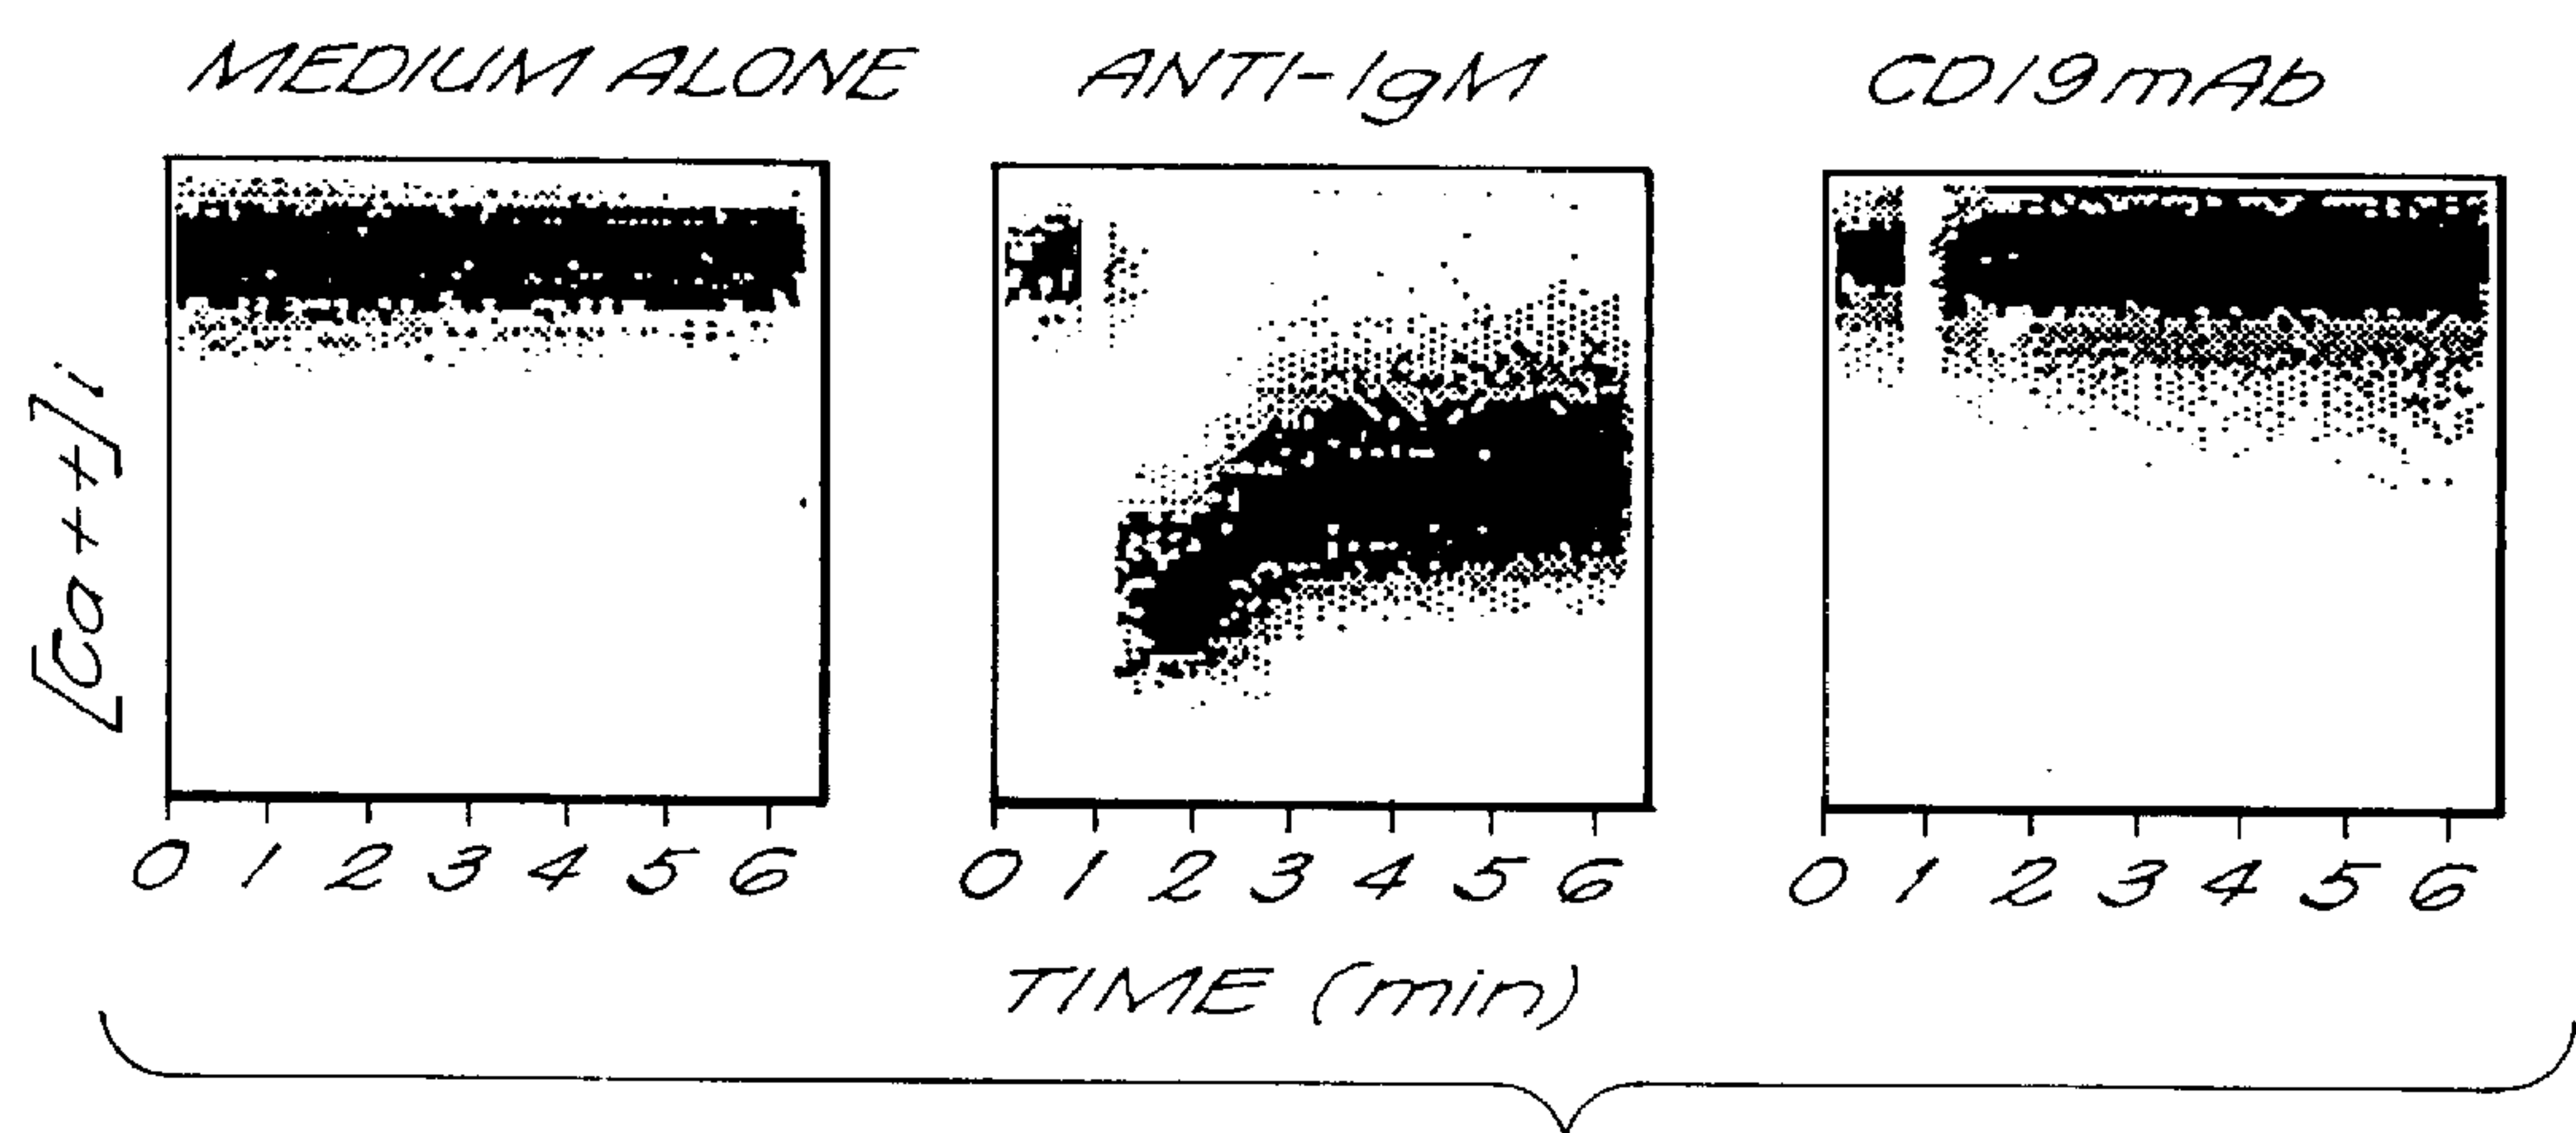 MEDIUM ALONE
ANTI-IgM
CD19 mAb
[Ca++]i
0 1 2 3 4 5 6
0 1 2 3 4 5 6
0 1 2 3 4 5 6
TIME (min)